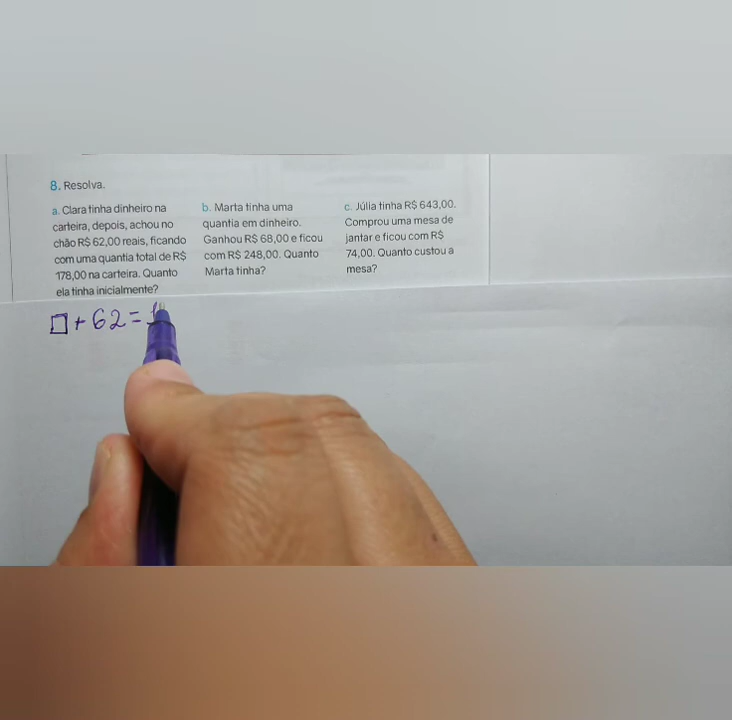 8. Resolva.
a. Clara tinha dinheiro na
carteira, depois, achou no
chão R$ 62,00 reais, ficando
com uma quantia total de R$
178,00 na carteira. Quanto
ela tinha inicialmente?
b. Marta tinha uma
quantia em dinheiro.
Ganhou R$ 68,00 e ficou
com R$ 248,00. Quanto
Marta tinha?
c. Júlia tinha R$ 643,00.
Comprou uma mesa de
jantar e ficou com R$
74,00. Quanto custou a
mesa?
□+62=